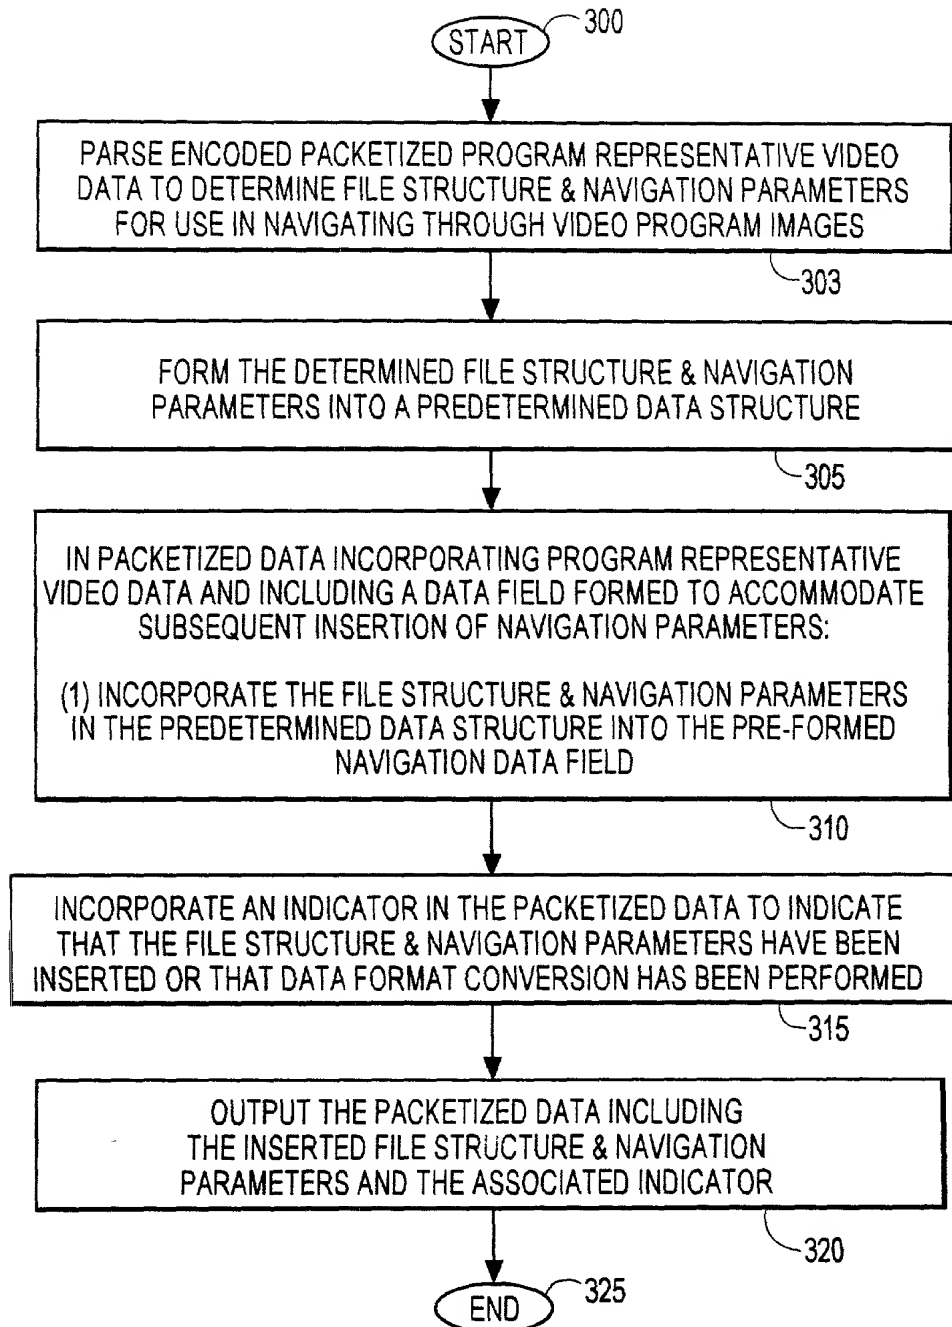 300
START
PARSE ENCODED PACKETIZED PROGRAM REPRESENTATIVE VIDEO
DATA TO DETERMINE FILE STRUCTURE & NAVIGATION PARAMETERS
FOR USE IN NAVIGATING THROUGH VIDEO PROGRAM IMAGES
303
FORM THE DETERMINED FILE STRUCTURE & NAVIGATION
PARAMETERS INTO A PREDETERMINED DATA STRUCTURE
305
IN PACKETIZED DATA INCORPORATING PROGRAM REPRESENTATIVE
VIDEO DATA AND INCLUDING A DATA FIELD FORMED TO ACCOMMODATE
SUBSEQUENT INSERTION OF NAVIGATION PARAMETERS:
(1) INCORPORATE THE FILE STRUCTURE & NAVIGATION PARAMETERS
IN THE PREDETERMINED DATA STRUCTURE INTO THE PRE-FORMED
NAVIGATION DATA FIELD
310
INCORPORATE AN INDICATOR IN THE PACKETIZED DATA TO INDICATE
THAT THE FILE STRUCTURE & NAVIGATION PARAMETERS HAVE BEEN
INSERTED OR THAT DATA FORMAT CONVERSION HAS BEEN PERFORMED
315
OUTPUT THE PACKETIZED DATA INCLUDING
THE INSERTED FILE STRUCTURE & NAVIGATION
PARAMETERS AND THE ASSOCIATED INDICATOR
320
325
END